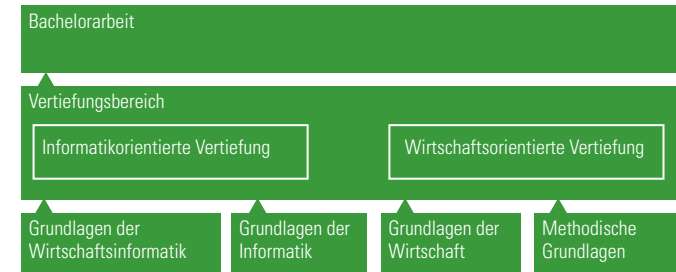 Bachelorarbeit
Vertiefungsbereich
Informatikorientierte Vertiefung
Wirtschaftsorientierte Vertiefung
Grundlagen der
Wirtschaftsinformatik
Grundlagen der
Informatik
Grundlagen der
Wirtschaft
Methodische
Grundlagen